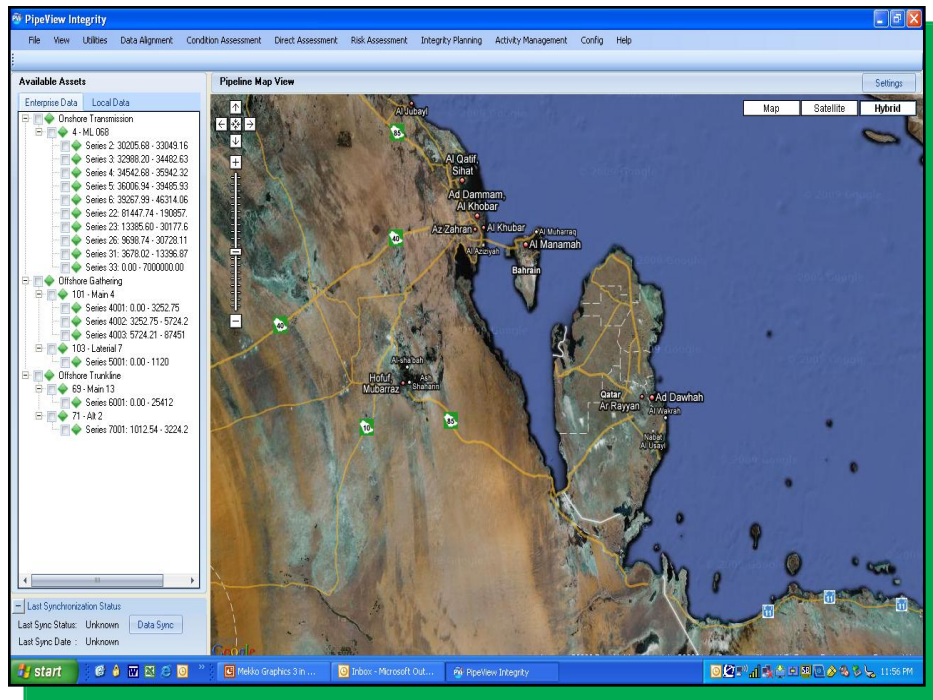 PipeView Integrity
File View Utilities Data Alignment Condition Assessment Direct Assessment Risk Assessment Integrity Planning Activity Management Config Help
Available Assets
Pipeline Map View
Settings
Enterprise Data Local Data
Onshore Transmission
4 - ML 068
Series 2: 30205.68 - 33049.16
Series 3: 32988.20 - 34482.63
Series 4: 34542.68 - 35942.32
Series 5: 36006.94 - 39485.93
Series 6: 39267.99 - 46314.06
Series 22: 81447.74 - 190857.
Series 23: 13385.60 - 30177.6
Series 26: 9698.74 - 30728.11
Series 31: 3678.02 - 13396.87
Series 33: 0.00 - 7000000.00
Offshore Gathering
101 - Main 4
Series 4001: 0.00 - 3252.75
Series 4002: 3252.75 - 5724.2
Series 4003: 5724.21 - 87451
103 - Laterial 7
Series 5001: 0.00 - 1120
Offshore Trunkline
69 - Main 13
Series 6001: 0.00 - 25412
71 - Alt 2
Series 7001: 1012.54 - 3224.2
Map Satellite Hybrid
Al Jubayl
85
Al Qatif,
Sihat
Ad Dammam,
Al Khobar
Az Zahran Al Khubar
Al Muharraq
40
Al Aziziyah
Al Manamah
Bahrain
40
Al-sha'bah
Hofuf, Ash
Mubarraz Shahann
Qatar Ad Dawhah
Ar Rayyan
Al Wakrah
10
85
Nabat
Al Usayl
11
11
11
Google
Last Synchronization Status
Last Sync Status: Unknown Data Sync
Last Sync Date : Unknown
start
Mekko Graphics 3 in ...
Inbox - Microsoft Out...
PipeView Integrity
58
11:56 PM